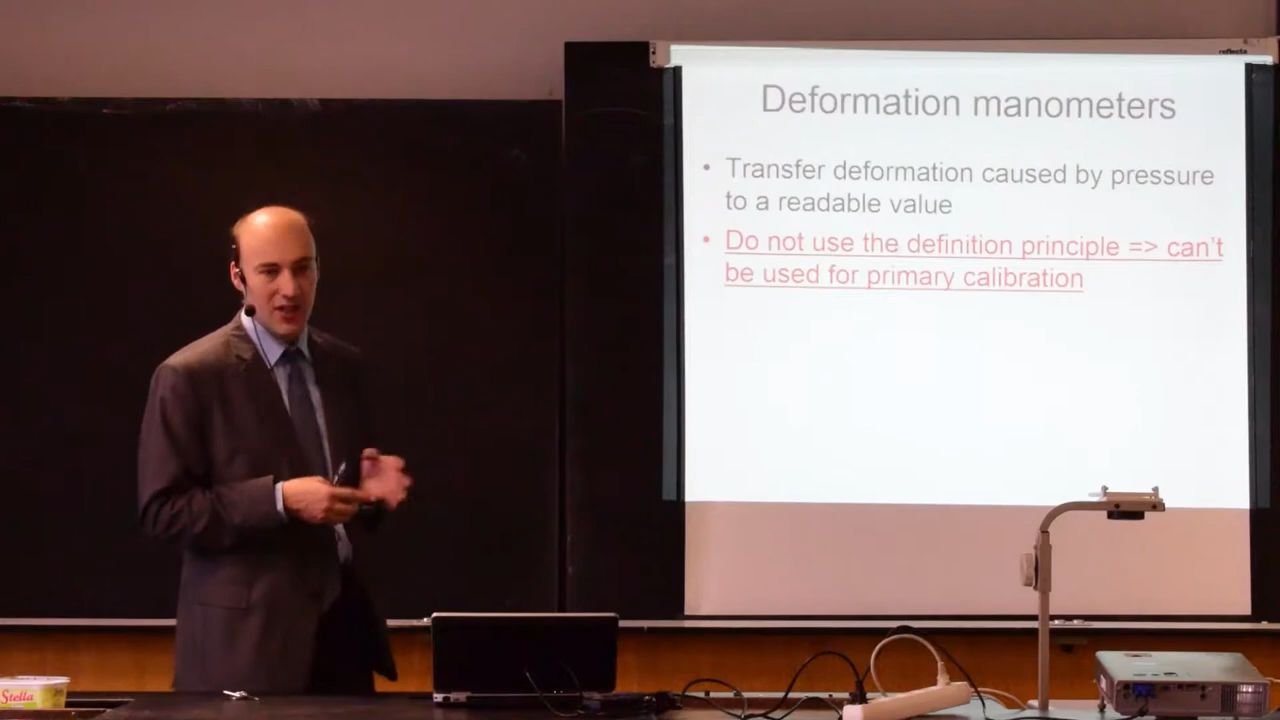 reflecta
Deformation manometers
• Transfer deformation caused by pressure
to a readable value
• Do not use the definition principle => can't
be used for primary calibration
Stella